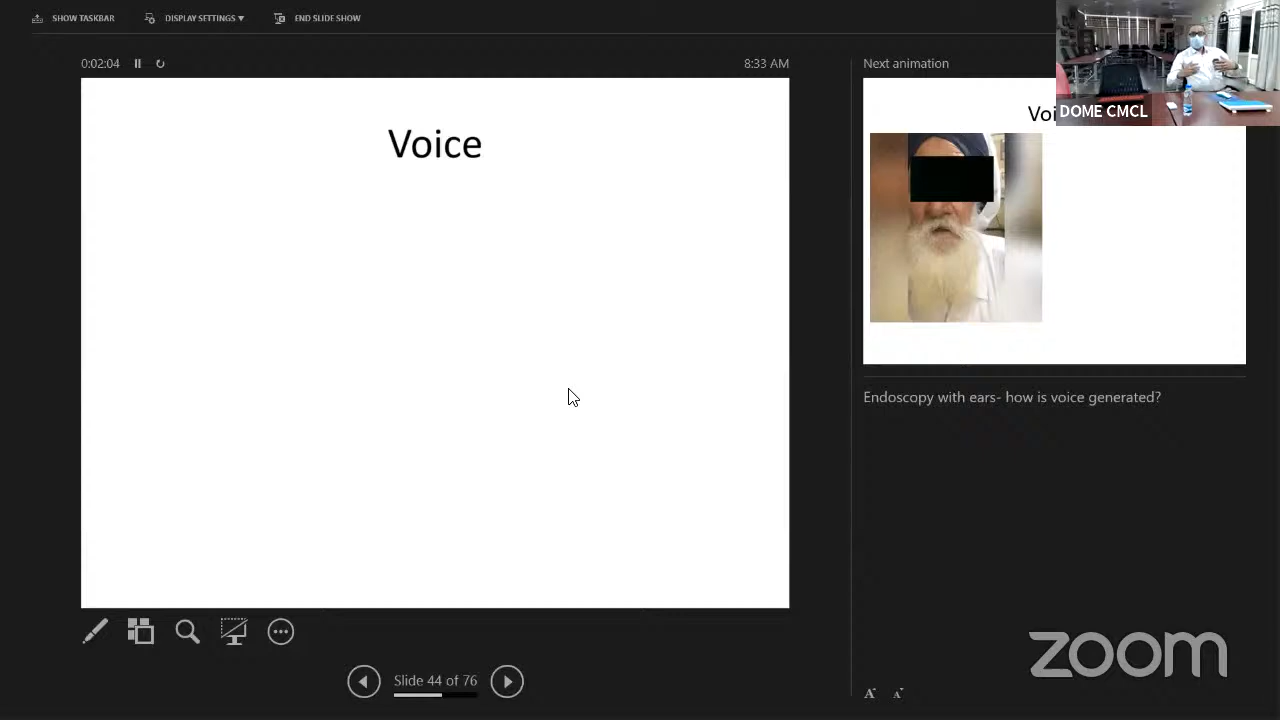 SHOW TASKBAR DISPLAY SETTINGS ▼ END SLIDE SHOW
0:02:04 8:33 AM
Voice
Next animation
DOME CMCL
Endoscopy with ears- how is voice generated?
Slide 44 of 76
A A
zoom